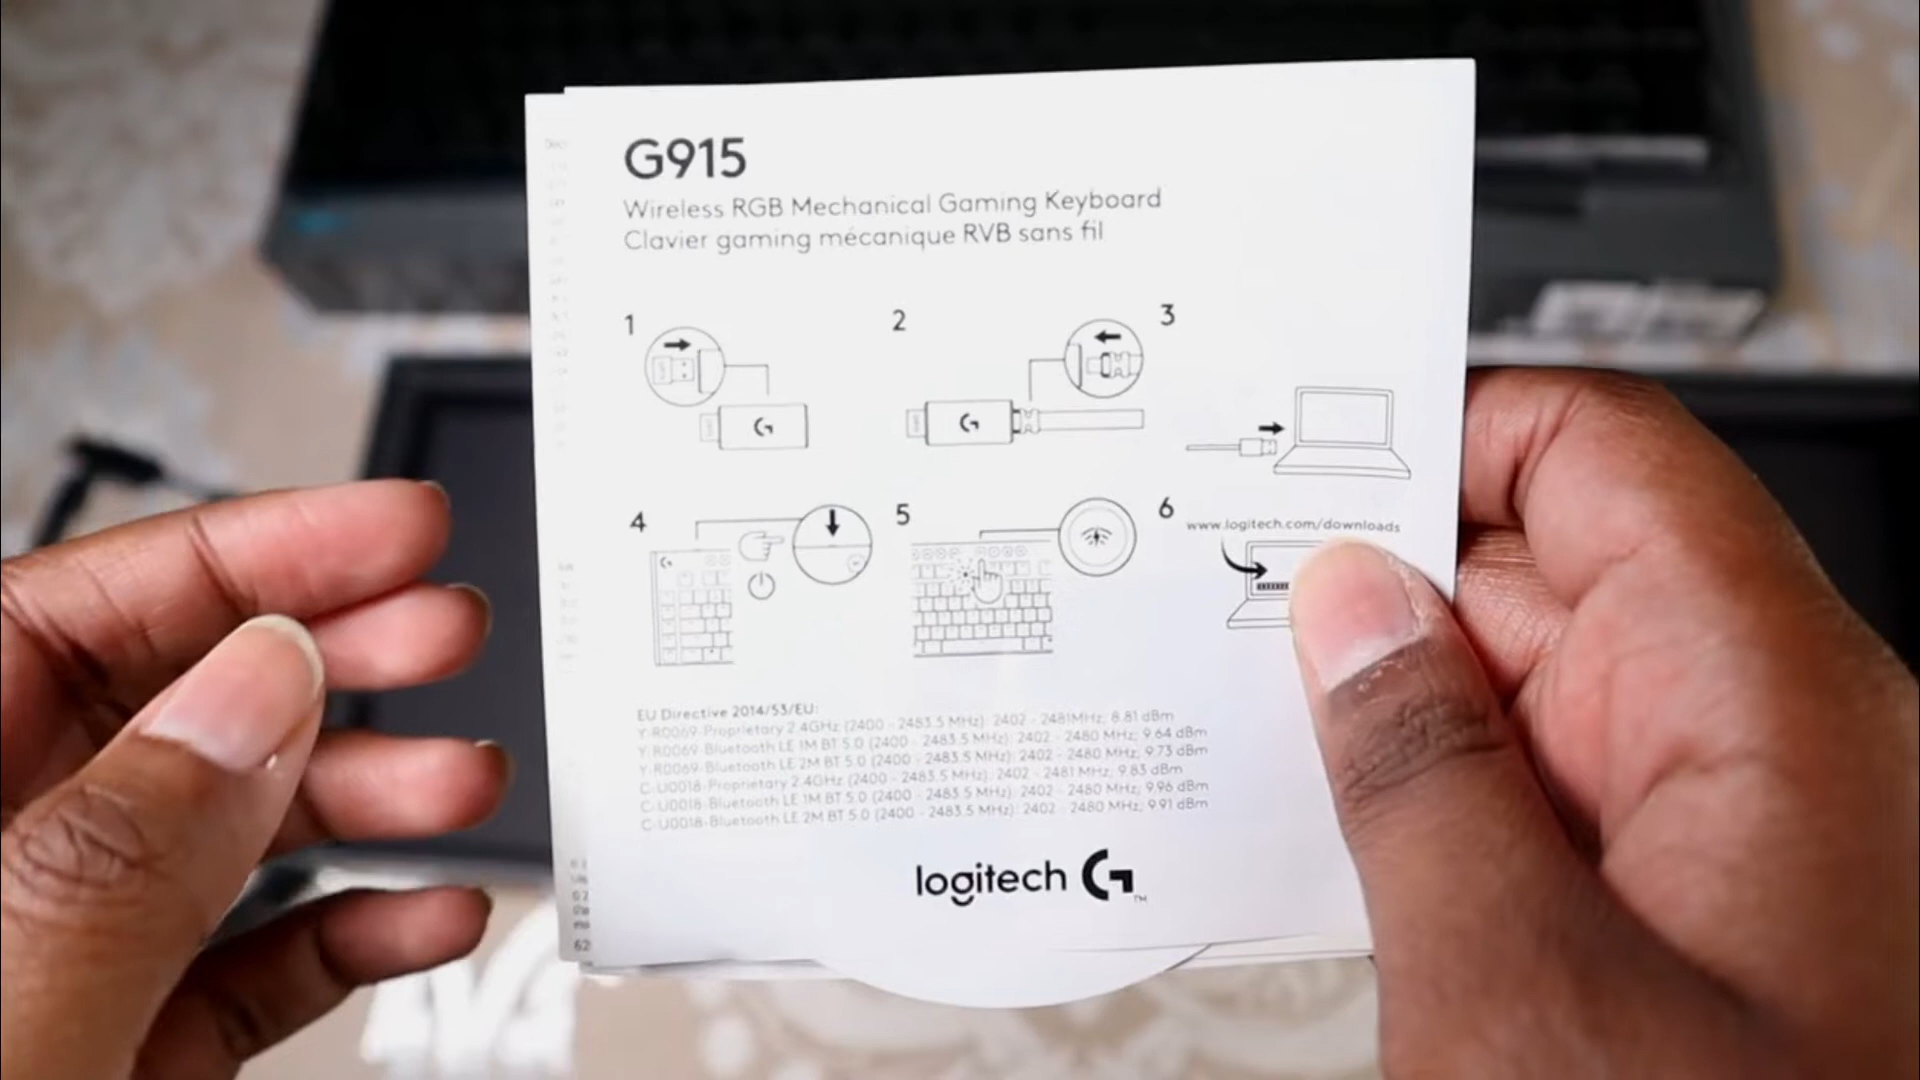 G915
Wireless RGB Mechanical Gaming Keyboard
Clavier gaming mécanique RVB sans fil
1
2
3
4
5
6
www.logitech.com/downloads
EU Directive 2014/53/EU:
Y-R0069-Proprietary 2.4GHz (2400 - 2483.5 MHz): 2402 - 2481MHz; 8.81 dBm
Y-R0069-Bluetooth LE 1M BT 5.0 (2400 - 2483.5 MHz): 2402 - 2480 MHz; 9.64 dBm
Y-R0069-Bluetooth LE 2M BT 5.0 (2400 - 2483.5 MHz): 2402 - 2480 MHz; 9.73 dBm
C-U0018-Proprietary 2.4GHz (2400 - 2483.5 MHz): 2402 - 2481 MHz; 9.83 dBm
C-U0018-Bluetooth LE 1M BT 5.0 (2400 - 2483.5 MHz): 2402 - 2480 MHz; 9.96 dBm
C-U0018-Bluetooth LE 2M BT 5.0 (2400 - 2483.5 MHz): 2402 - 2480 MHz; 9.91 dBm
logitech G™